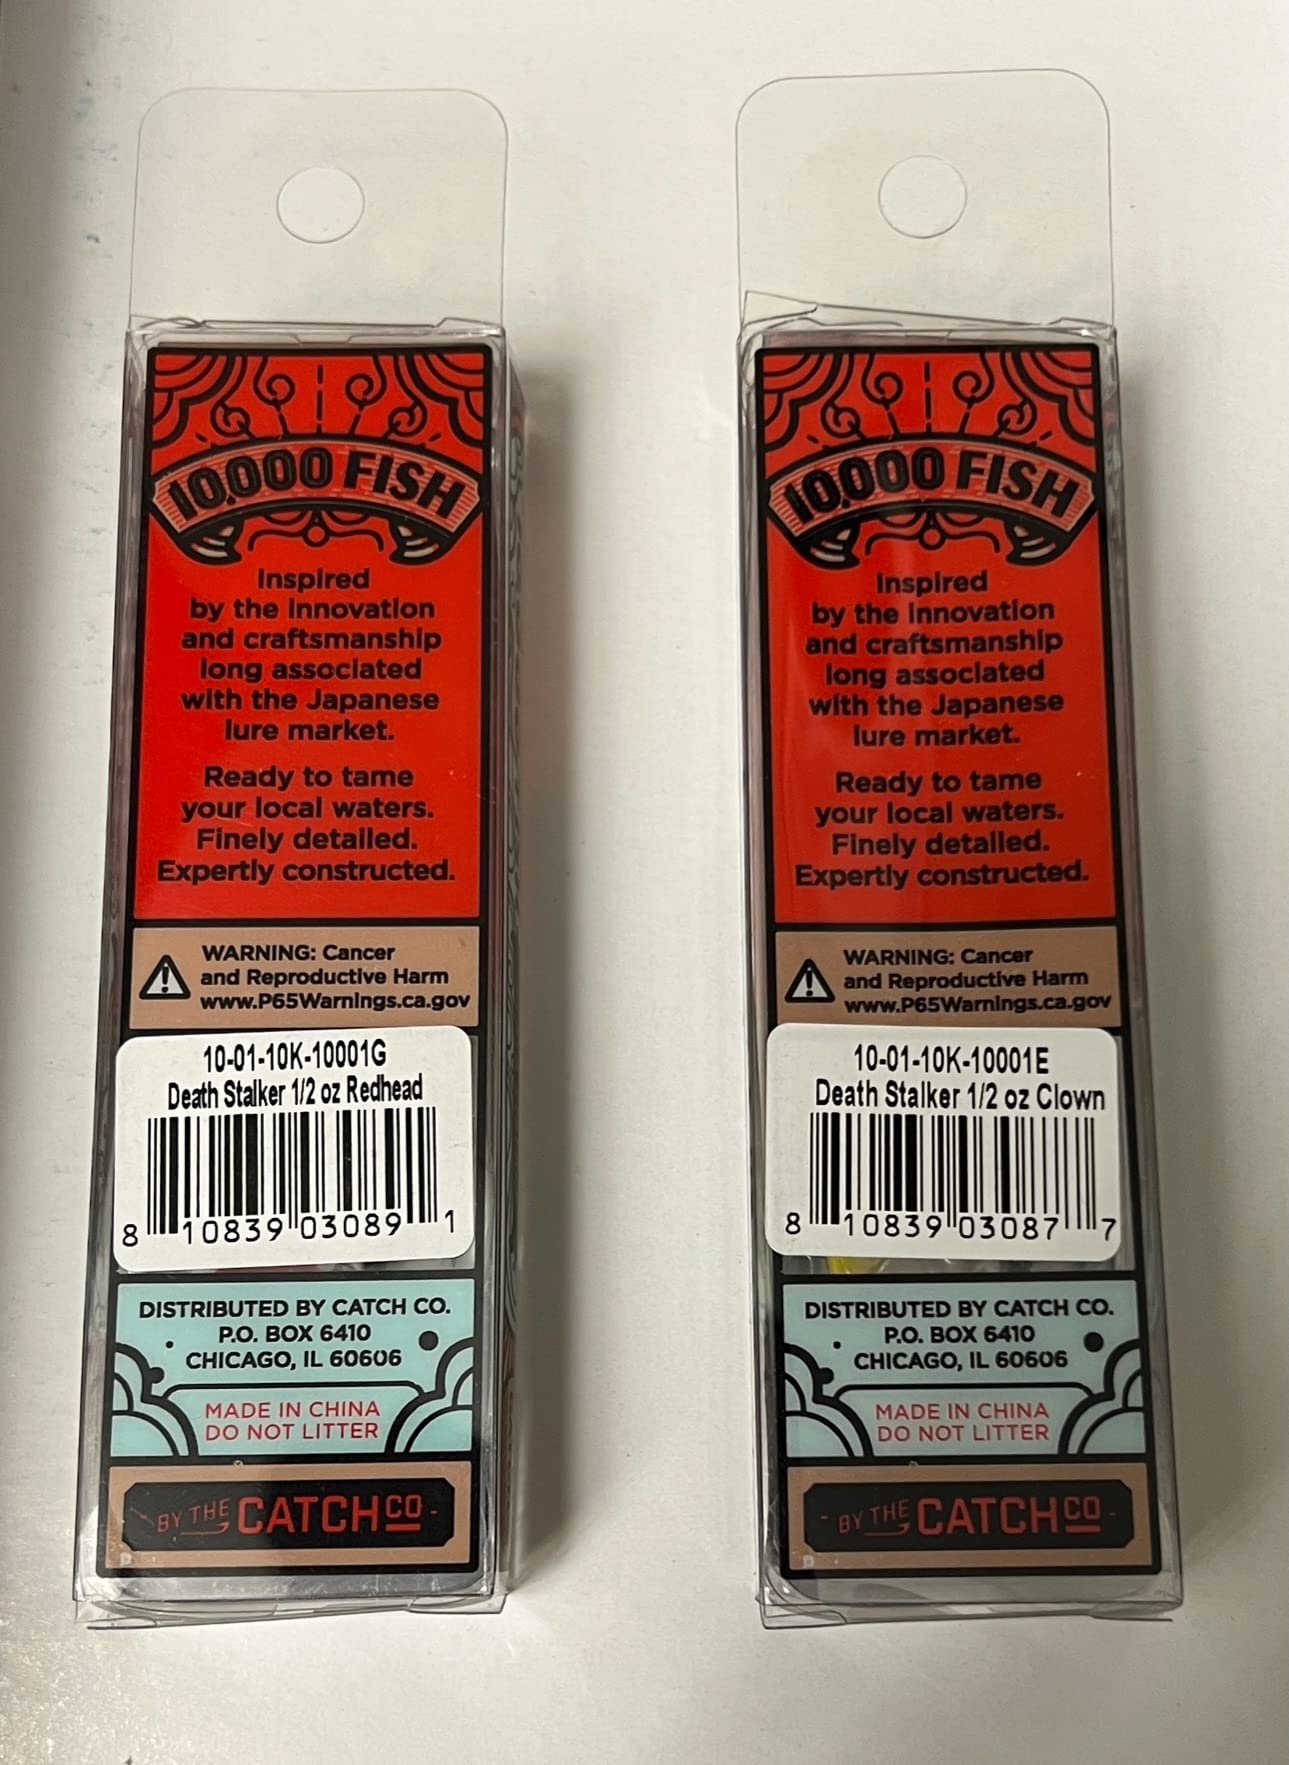 10,000 FISH
Inspired
by the innovation
and craftsmanship
long associated
with the Japanese
lure market.
Ready to tame
your local waters.
Finely detailed.
Expertly constructed.
WARNING: Cancer
and Reproductive Harm
www.P65Warnings.ca.gov
10-01-10K-10001G
Death Stalker 1/2 oz Redhead
8 10839 03089 1
DISTRIBUTED BY CATCH CO.
P.O. BOX 6410
CHICAGO, IL 60606
MADE IN CHINA
DO NOT LITTER
- BY THE CATCH CO -
10,000 FISH
Inspired
by the innovation
and craftsmanship
long associated
with the Japanese
lure market.
Ready to tame
your local waters.
Finely detailed.
Expertly constructed.
WARNING: Cancer
and Reproductive Harm
www.P65Warnings.ca.gov
10-01-10K-10001E
Death Stalker 1/2 oz Clown
8 10839 03087 7
DISTRIBUTED BY CATCH CO.
P.O. BOX 6410
CHICAGO, IL 60606
MADE IN CHINA
DO NOT LITTER
- BY THE CATCH CO -